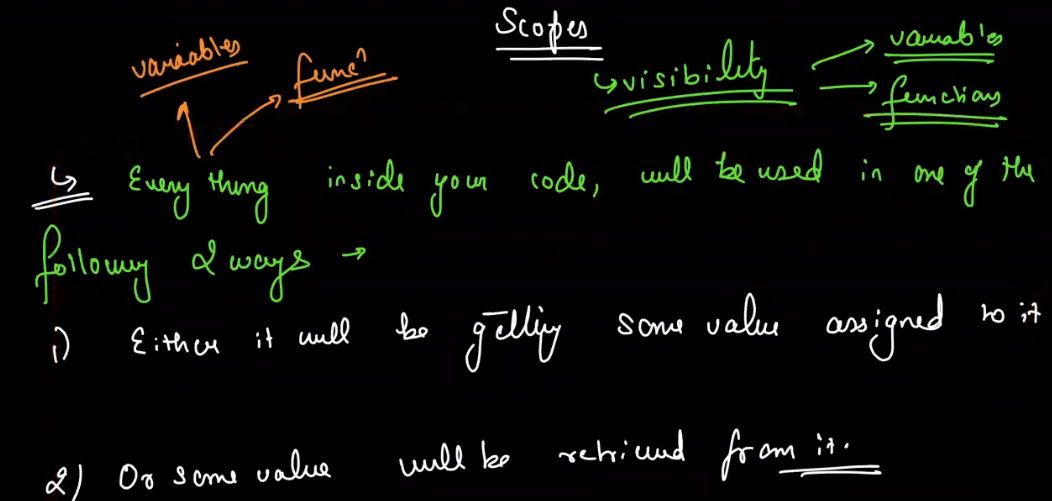 Scopes
variables
funcⁿ
↳ visibility → variables
→ functions
↳ Every thing inside your code, will be used in one of the
following 2 ways →
1) Either it will be getting some value assigned to it
2) Or some value will be retrieved from it.